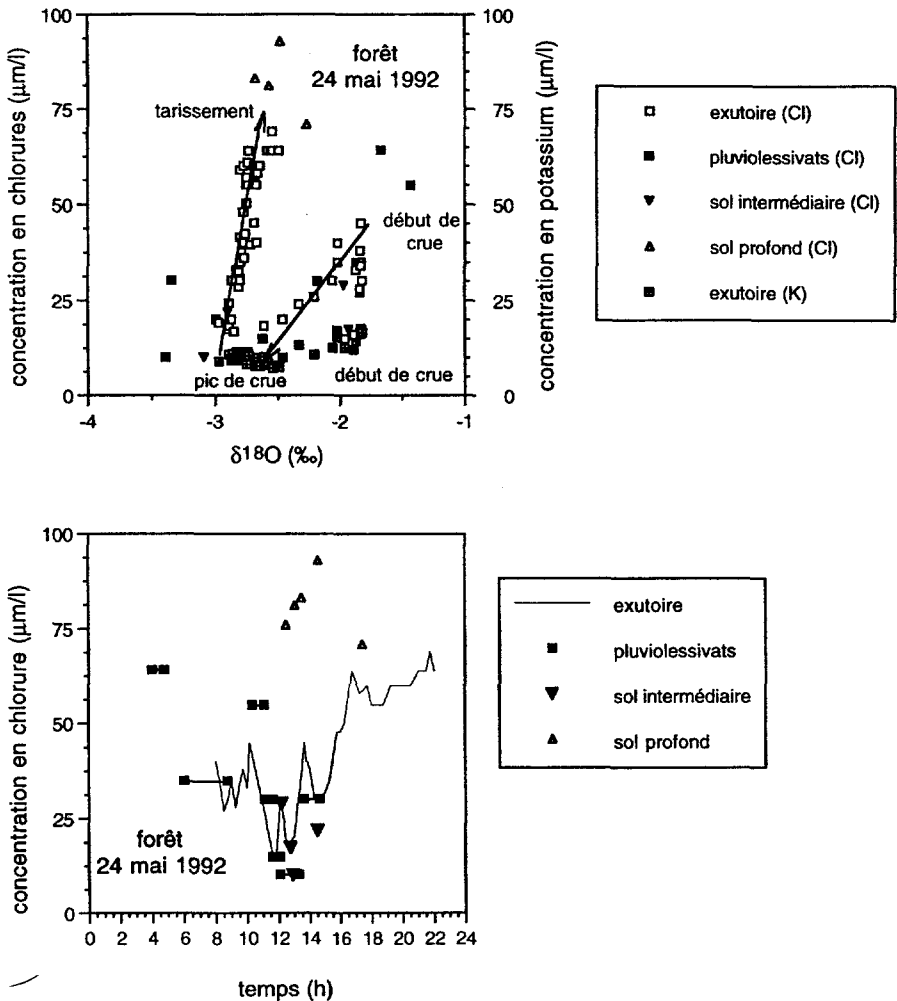 100
75
50
25
0
concentration en chlorures (µm/l)
forêt
24 mai 1992
tarissement
début de
crue
pic de crue
début de crue
-4
-3
-2
-1
δ18O (‰)
100
75
50
25
0
concentration en potassium (µm/l)
exutoire (Cl)
pluviolessivats (Cl)
sol intermédiaire (Cl)
sol profond (Cl)
exutoire (K)
100
75
50
25
0
concentration en chlorure (µm/l)
forêt
24 mai 1992
0 2 4 6 8 10 12 14 16 18 20 22 24
temps (h)
exutoire
pluviolessivats
sol intermédiaire
sol profond